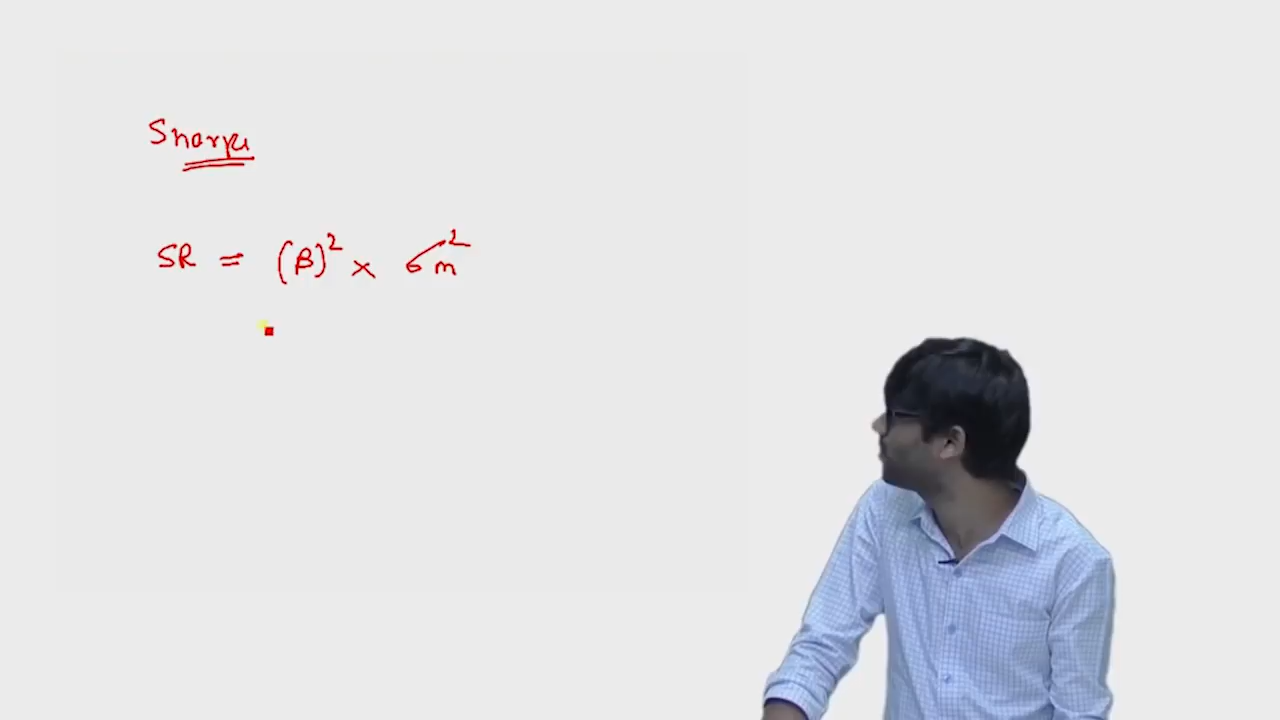 Sharpe
SR = (β)² × σm²